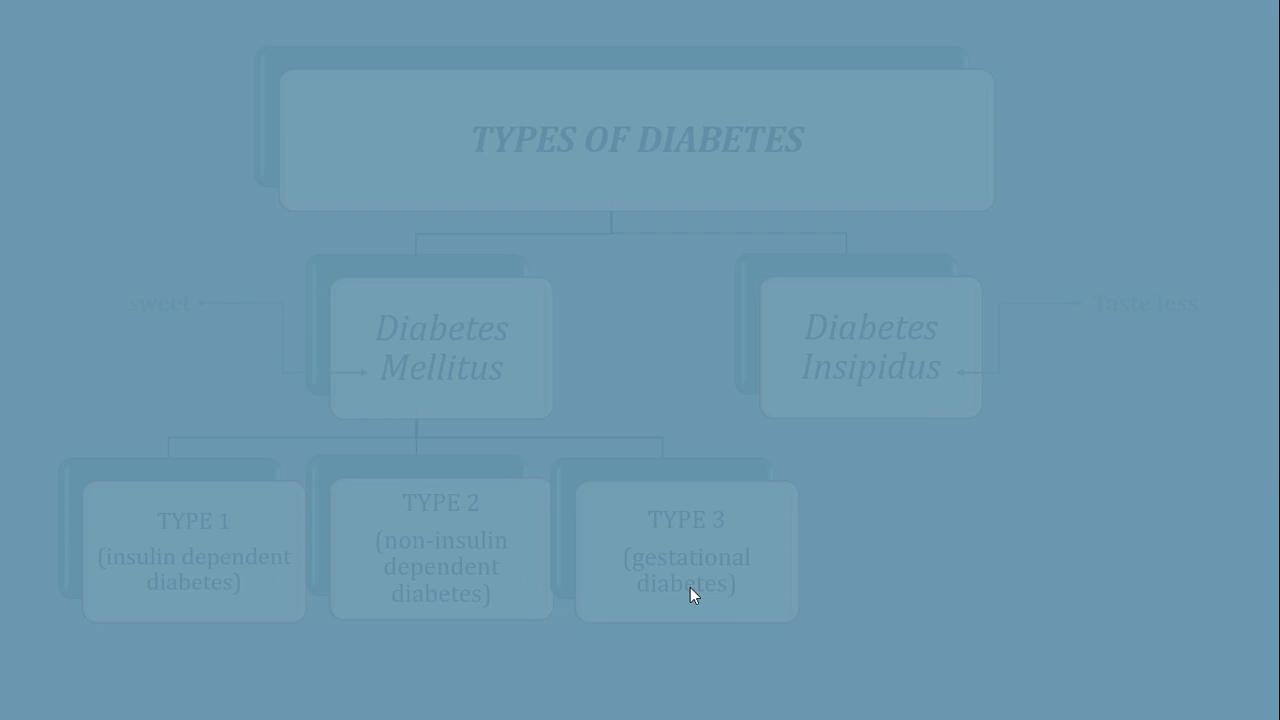 TYPES OF DIABETES
sweet
Diabetes
Mellitus
Diabetes
Insipidus
Taste less
TYPE 1
(insulin dependent
diabetes)
TYPE 2
(non-insulin
dependent
diabetes)
TYPE 3
(gestational
diabetes)